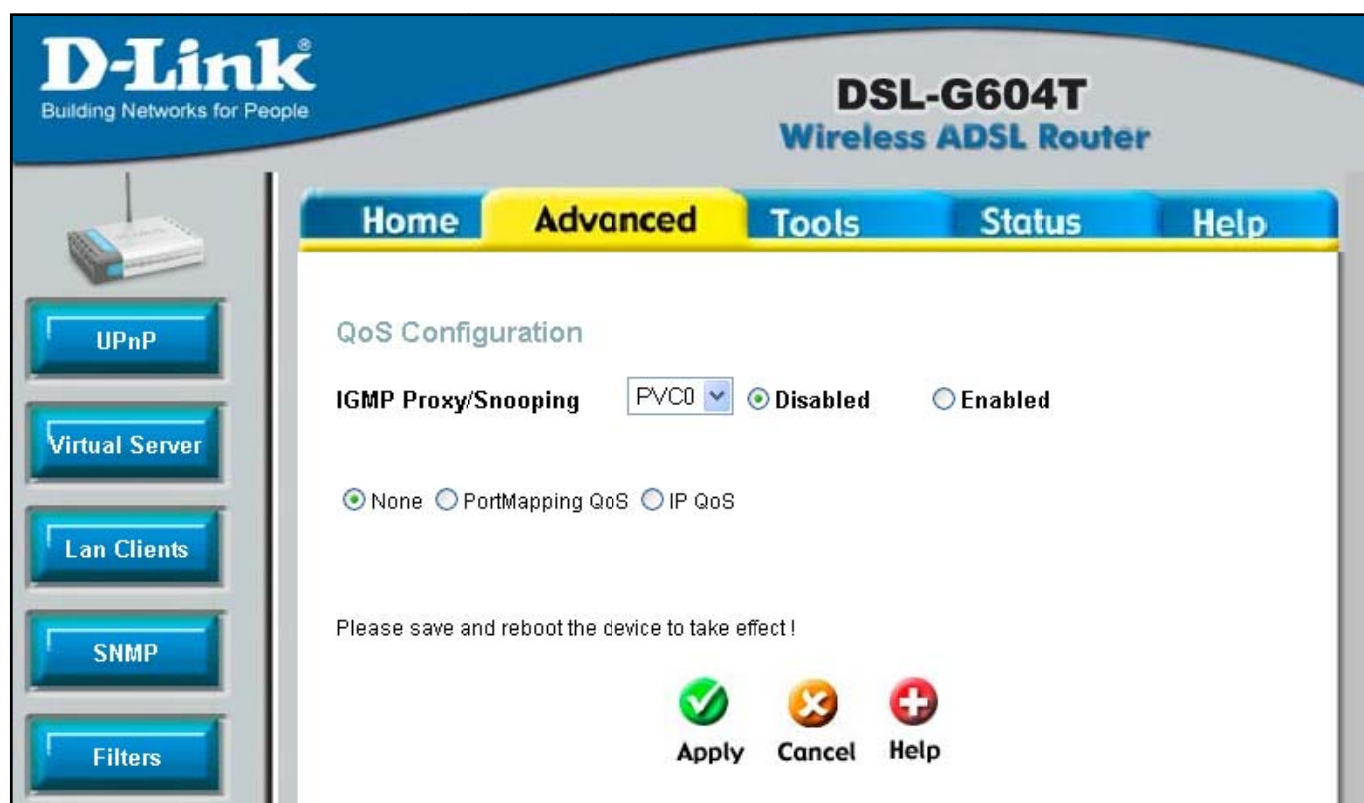 D-Link®
Building Networks for People
DSL-G604T
Wireless ADSL Router
Home Advanced Tools Status Help
UPnP
Virtual Server
Lan Clients
SNMP
Filters
QoS Configuration
IGMP Proxy/Snooping PVC0 Disabled Enabled
None PortMapping QoS IP QoS
Please save and reboot the device to take effect !
Apply Cancel Help